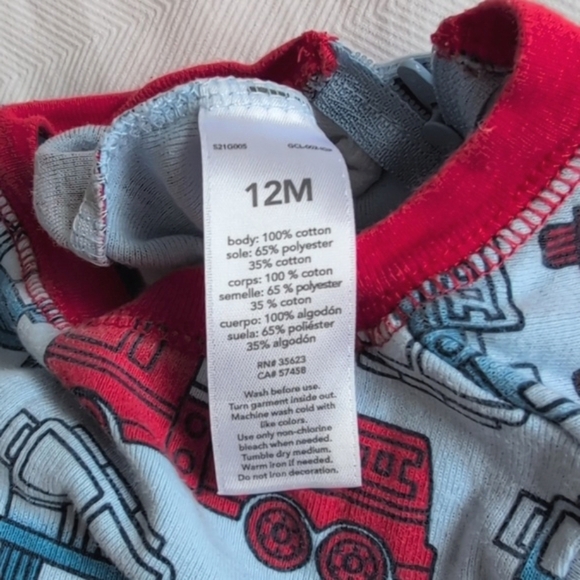 521G005
12M
body: 100% cotton
sole: 65% polyester
35% cotton
corps: 100 % coton
semelle: 65 % polyester
35 % coton
cuerpo: 100% algodón
suela: 65% poliéster
35% algodón
RN# 35623
CA# 57458
Wash before use.
Turn garment inside out.
Machine wash cold with
like colors.
Use only non-chlorine
bleach when needed.
Tumble dry medium.
Warm iron if needed.
Do not iron decoration.